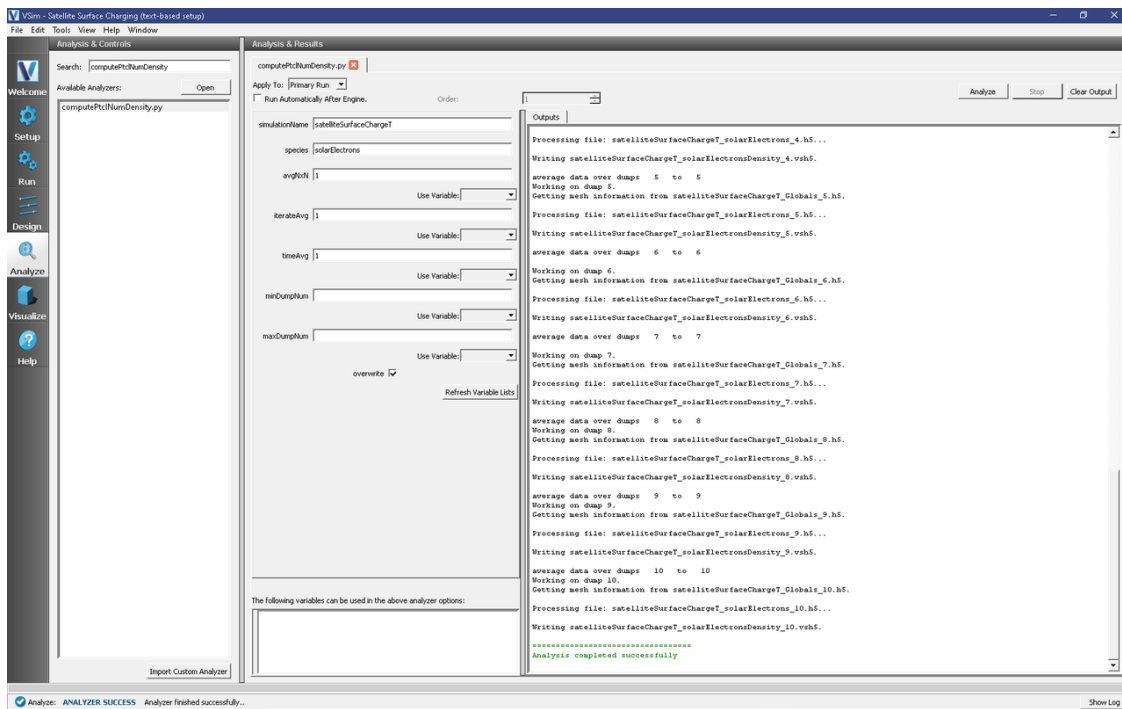 VSim - Satellite Surface Charging (text-based setup)
File Edit Tools View Help Window
Analysis & Controls
Analysis & Results
Welcome
Setup
Run
Design
Analyze
Visualize
Help
Search: computePtclNumDensity
Available Analyzers: Open
computePtclNumDensity.py
Import Custom Analyzer
computePtclNumDensity.py
Apply To: Primary Run
Run Automatically After Engine. Order: 1
Analyze Stop Clear Output
simulationName satelliteSurfaceChargeT
species solarElectrons
avgNxN 1
Use Variable:
iterateAvg 1
Use Variable:
timeAvg 1
Use Variable:
minDumpNum
Use Variable:
maxDumpNum
Use Variable:
overwrite
Refresh Variable Lists
The following variables can be used in the above analyzer options:
Outputs
Processing file: satelliteSurfaceChargeT_solarElectrons_4.h5...
Writing satelliteSurfaceChargeT_solarElectronsDensity_4.vsh5.
average data over dumps 5 to 5
Working on dump 5.
Getting mesh information from satelliteSurfaceChargeT_Globals_5.h5.
Processing file: satelliteSurfaceChargeT_solarElectrons_5.h5...
Writing satelliteSurfaceChargeT_solarElectronsDensity_5.vsh5.
average data over dumps 6 to 6
Working on dump 6.
Getting mesh information from satelliteSurfaceChargeT_Globals_6.h5.
Processing file: satelliteSurfaceChargeT_solarElectrons_6.h5...
Writing satelliteSurfaceChargeT_solarElectronsDensity_6.vsh5.
average data over dumps 7 to 7
Working on dump 7.
Getting mesh information from satelliteSurfaceChargeT_Globals_7.h5.
Processing file: satelliteSurfaceChargeT_solarElectrons_7.h5...
Writing satelliteSurfaceChargeT_solarElectronsDensity_7.vsh5.
average data over dumps 8 to 8
Working on dump 8.
Getting mesh information from satelliteSurfaceChargeT_Globals_8.h5.
Processing file: satelliteSurfaceChargeT_solarElectrons_8.h5...
Writing satelliteSurfaceChargeT_solarElectronsDensity_8.vsh5.
average data over dumps 9 to 9
Working on dump 9.
Getting mesh information from satelliteSurfaceChargeT_Globals_9.h5.
Processing file: satelliteSurfaceChargeT_solarElectrons_9.h5...
Writing satelliteSurfaceChargeT_solarElectronsDensity_9.vsh5.
average data over dumps 10 to 10
Working on dump 10.
Getting mesh information from satelliteSurfaceChargeT_Globals_10.h5.
Processing file: satelliteSurfaceChargeT_solarElectrons_10.h5...
Writing satelliteSurfaceChargeT_solarElectronsDensity_10.vsh5.
==================================
Analysis completed successfully
Analyze: ANALYZER SUCCESS Analyzer finished successfully..
Show Log